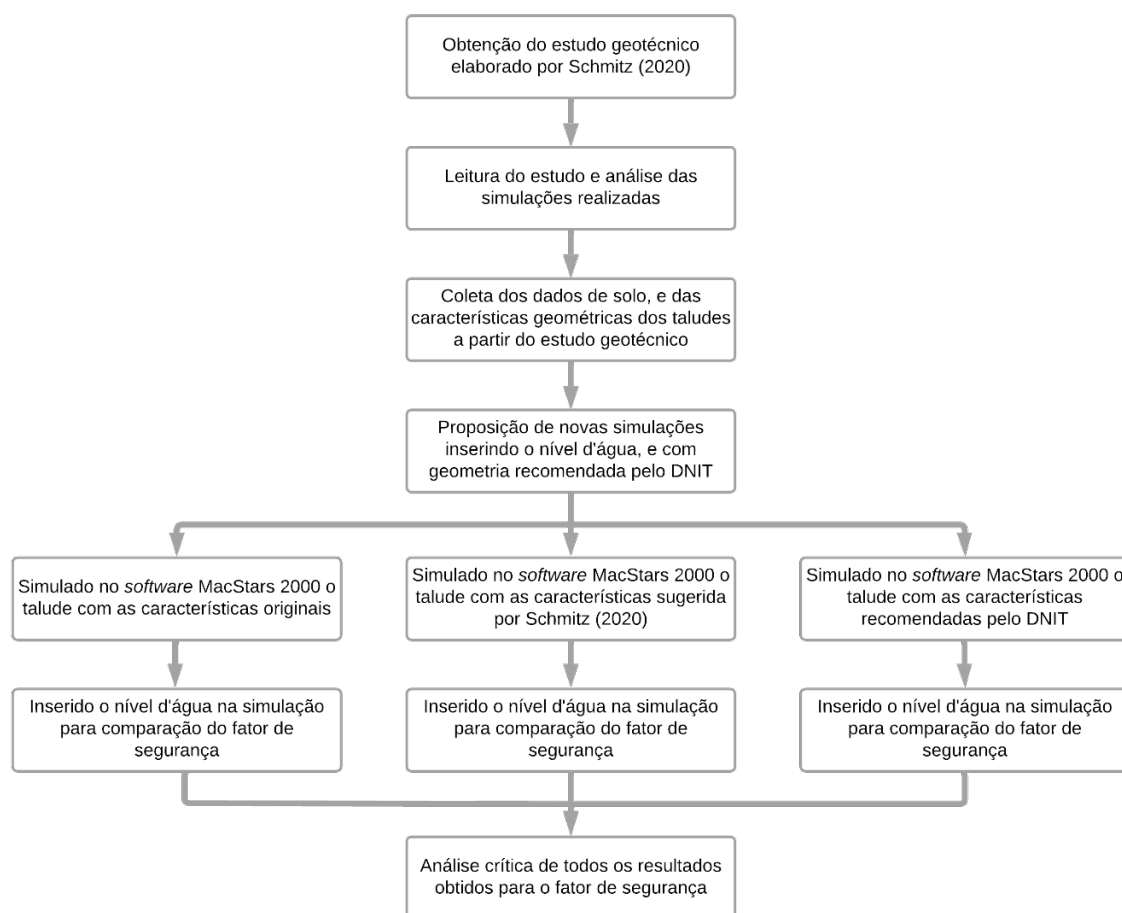 Obtenção do estudo geotécnico
elaborado por Schmitz (2020)
Leitura do estudo e análise das
simulações realizadas
Coleta dos dados de solo, e das
características geométricas dos taludes
a partir do estudo geotécnico
Proposição de novas simulações
inserindo o nível d'água, e com
geometria recomendada pelo DNIT
Simulado no software MacStars 2000 o
talude com as características originais
Simulado no software MacStars 2000 o
talude com as características sugerida
por Schmitz (2020)
Simulado no software MacStars 2000 o
talude com as características
recomendadas pelo DNIT
Inserido o nível d'água na simulação
para comparação do fator de
segurança
Inserido o nível d'água na simulação
para comparação do fator de
segurança
Inserido o nível d'água na simulação
para comparação do fator de
segurança
Análise crítica de todos os resultados
obtidos para o fator de segurança